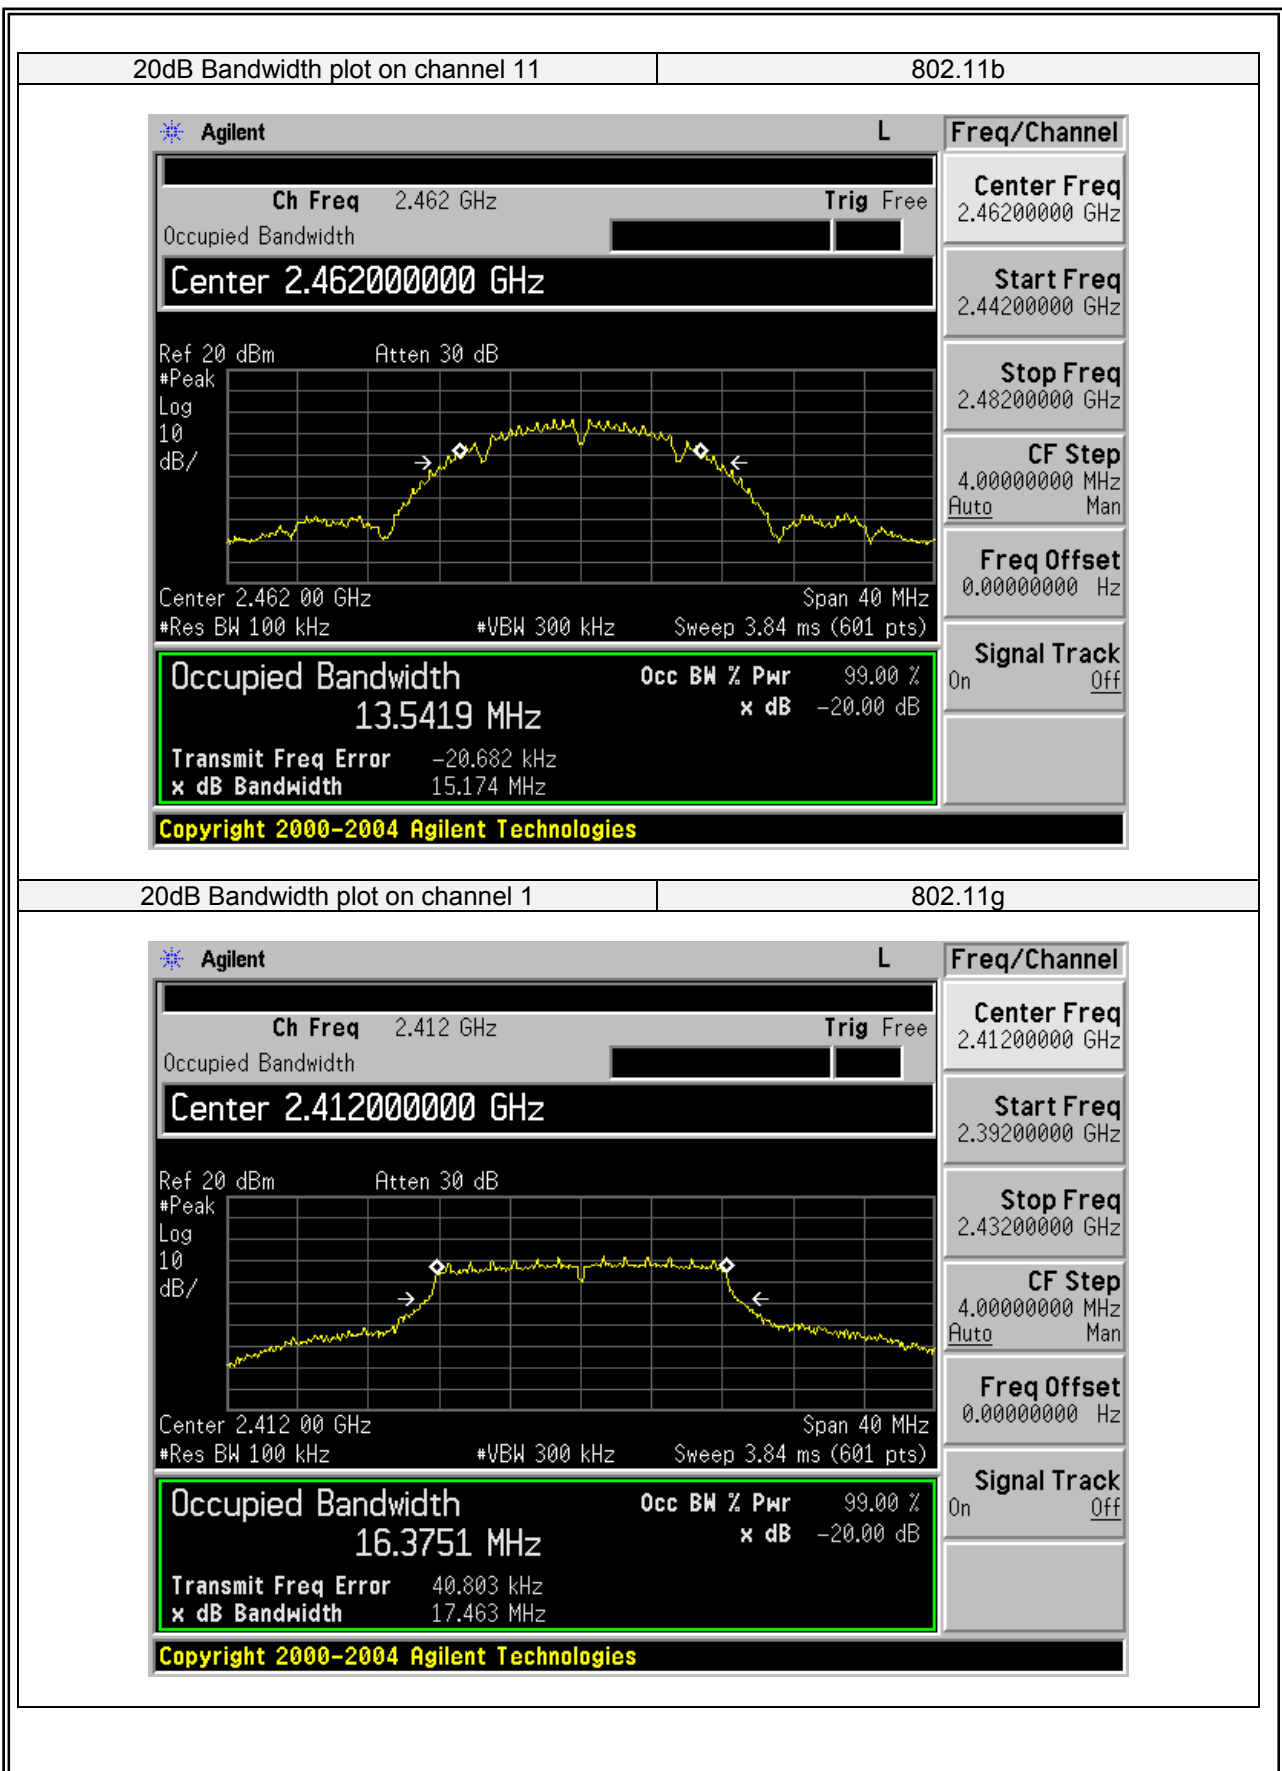 20dB Bandwidth plot on channel 11 802.11b
Agilent L Freq/Channel
Ch Freq 2.462 GHz Trig Free
Occupied Bandwidth
Center 2.462000000 GHz
Center Freq
2.46200000 GHz
Start Freq
2.44200000 GHz
Stop Freq
2.48200000 GHz
CF Step
4.00000000 MHz
Auto Man
Freq Offset
0.00000000 Hz
Signal Track
On Off
Ref 20 dBm Atten 30 dB
#Peak
Log
10
dB/
Center 2.462 00 GHz Span 40 MHz
#Res BW 100 kHz #VBW 300 kHz Sweep 3.84 ms (601 pts)
Occupied Bandwidth Occ BW % Pwr 99.00 %
13.5419 MHz x dB -20.00 dB
Transmit Freq Error -20.682 kHz
x dB Bandwidth 15.174 MHz
Copyright 2000-2004 Agilent Technologies
20dB Bandwidth plot on channel 1 802.11g
Agilent L Freq/Channel
Ch Freq 2.412 GHz Trig Free
Occupied Bandwidth
Center 2.412000000 GHz
Center Freq
2.41200000 GHz
Start Freq
2.39200000 GHz
Stop Freq
2.43200000 GHz
CF Step
4.00000000 MHz
Auto Man
Freq Offset
0.00000000 Hz
Signal Track
On Off
Ref 20 dBm Atten 30 dB
#Peak
Log
10
dB/
Center 2.412 00 GHz Span 40 MHz
#Res BW 100 kHz #VBW 300 kHz Sweep 3.84 ms (601 pts)
Occupied Bandwidth Occ BW % Pwr 99.00 %
16.3751 MHz x dB -20.00 dB
Transmit Freq Error 40.803 kHz
x dB Bandwidth 17.463 MHz
Copyright 2000-2004 Agilent Technologies